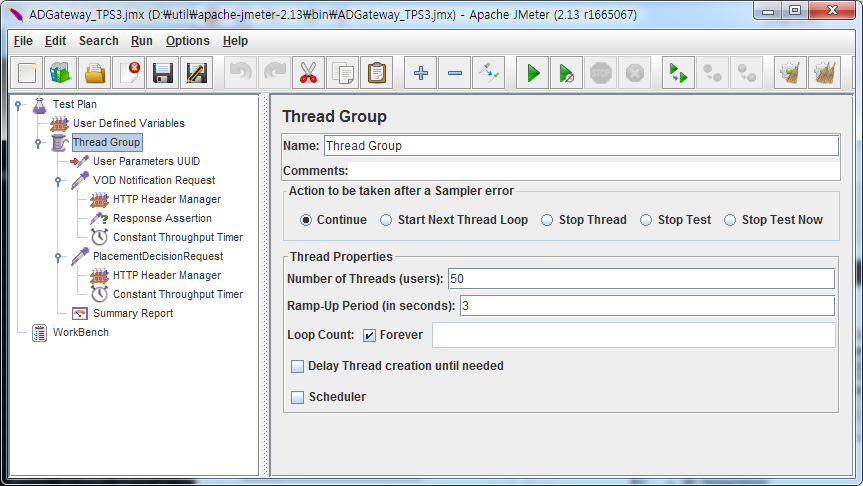 ADGateway_TPS3.jmx (D:₩util₩apache-jmeter-2.13₩bin₩ADGateway_TPS3.jmx) - Apache JMeter (2.13 r1665067)
File Edit Search Run Options Help
STOP
Test Plan
User Defined Variables
Thread Group
User Parameters UUID
VOD Notification Request
HTTP Header Manager
Response Assertion
Constant Throughput Timer
PlacementDecisionRequest
HTTP Header Manager
Constant Throughput Timer
Summary Report
WorkBench
Thread Group
Name: Thread Group
Comments:
Action to be taken after a Sampler error
Continue Start Next Thread Loop Stop Thread Stop Test Stop Test Now
Thread Properties
Number of Threads (users): 50
Ramp-Up Period (in seconds): 3
Loop Count: Forever
Delay Thread creation until needed
Scheduler